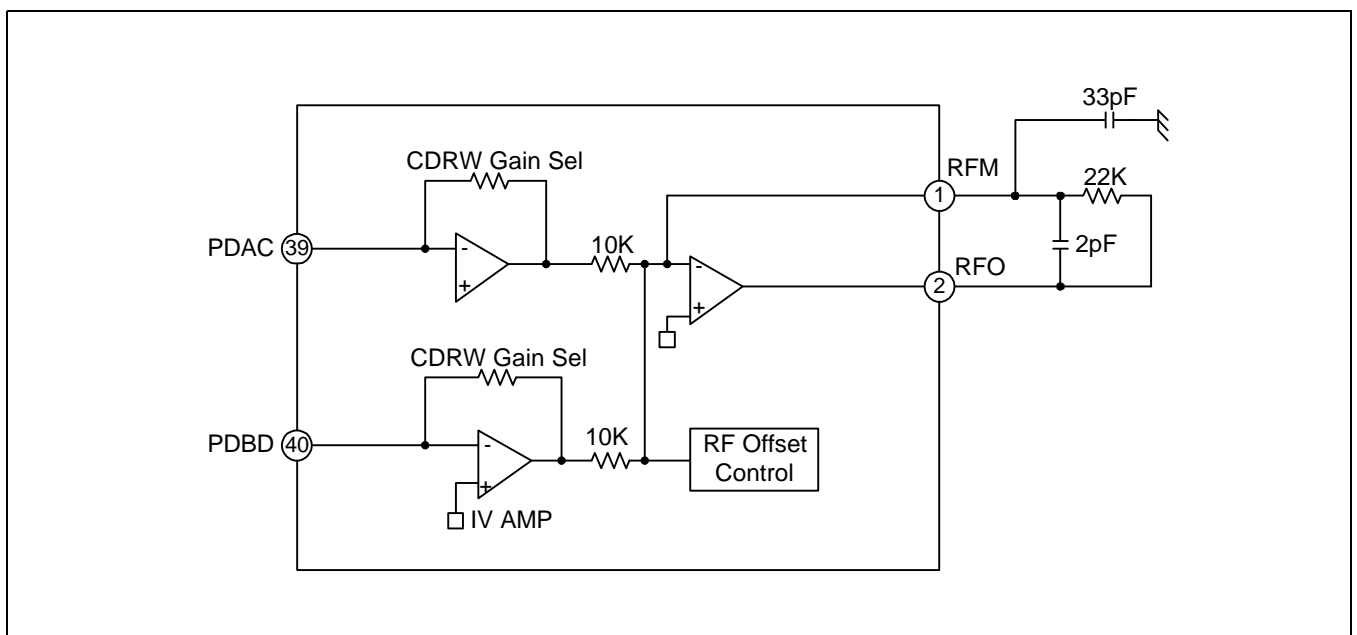 33pF
CDRW Gain Sel
RFM
22K
1
PDAC
39
10K
-
+
-
+
2pF
RFO
2
CDRW Gain Sel
PDBD
40
10K
-
+
RF Offset
Control
IV AMP